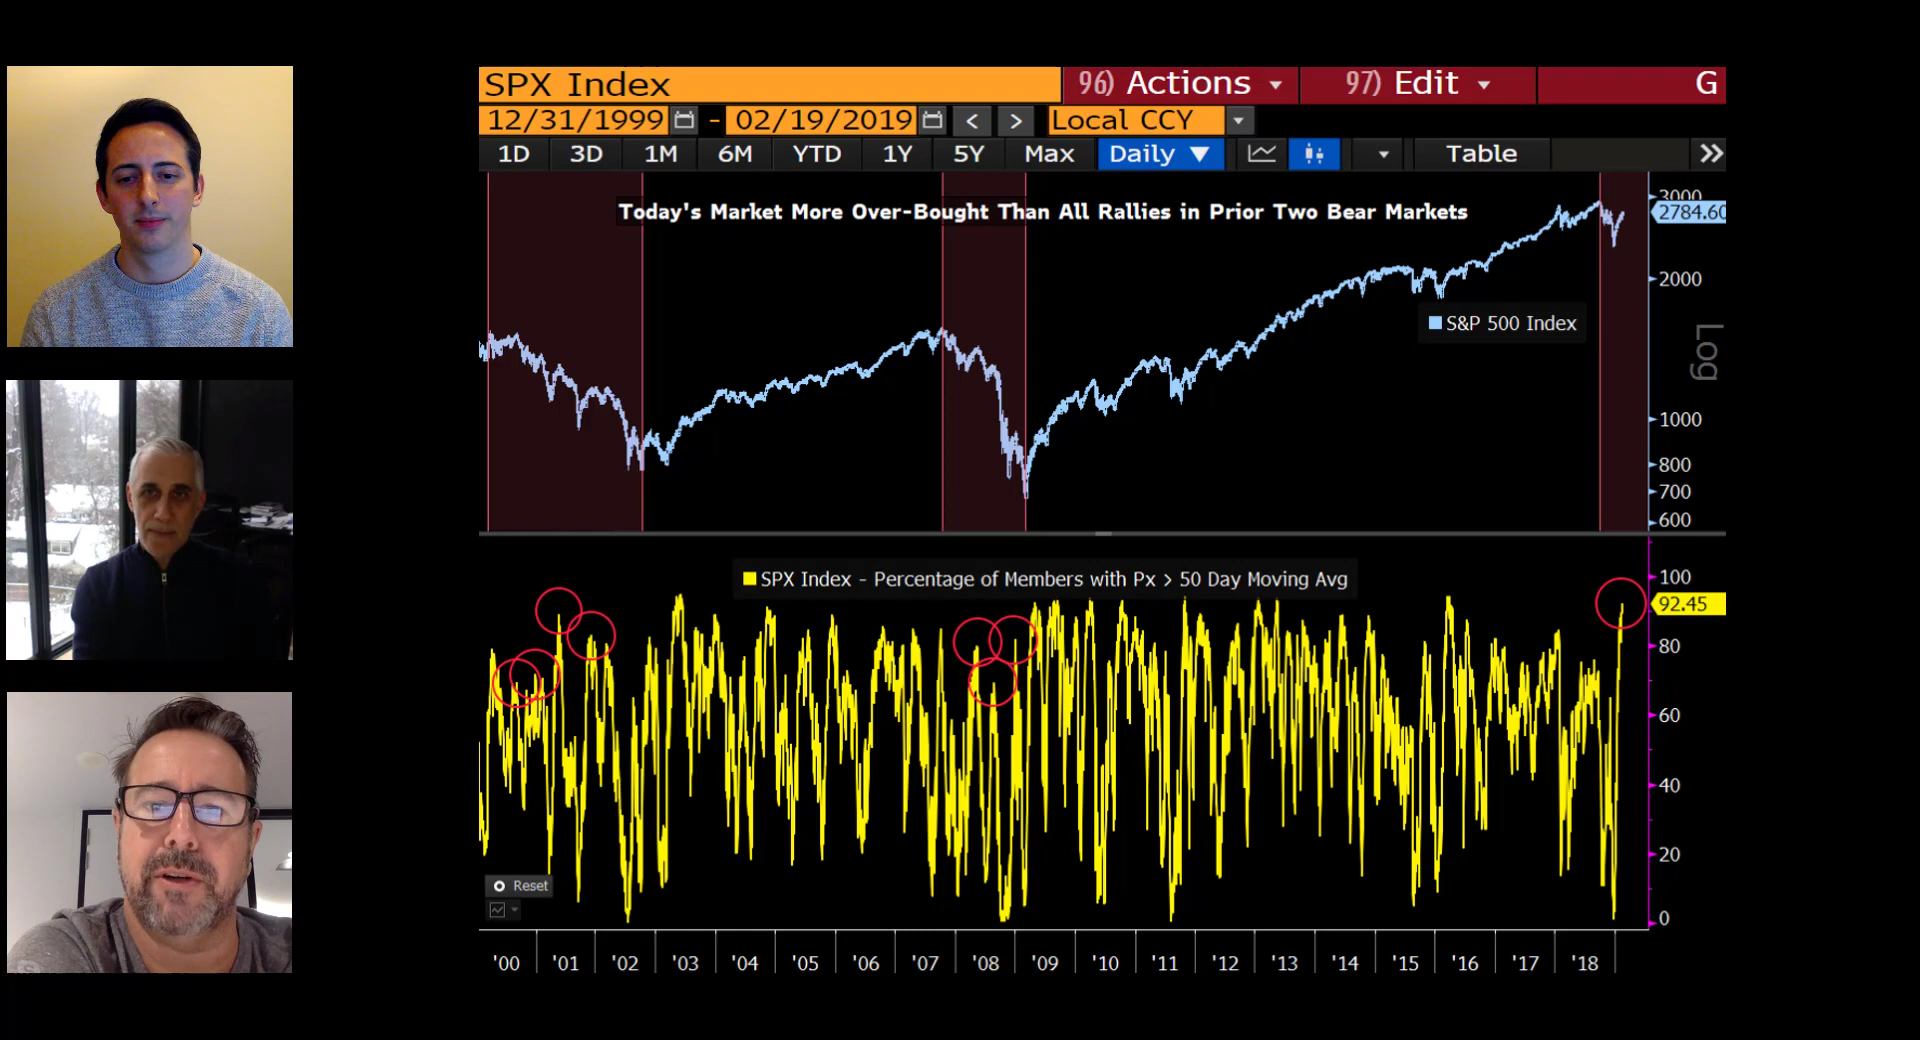 SPX Index 96) Actions 97) Edit G
12/31/1999 - 02/19/2019 < > Local CCY
1D 3D 1M 6M YTD 1Y 5Y Max Daily Table »
Today's Market More Over-Bought Than All Rallies in Prior Two Bear Markets
3000
2784.60
2000
S&P 500 Index
Log
1000
800
700
600
SPX Index - Percentage of Members with Px > 50 Day Moving Avg
100
92.45
80
60
40
20
Reset
0
'00 '01 '02 '03 '04 '05 '06 '07 '08 '09 '10 '11 '12 '13 '14 '15 '16 '17 '18